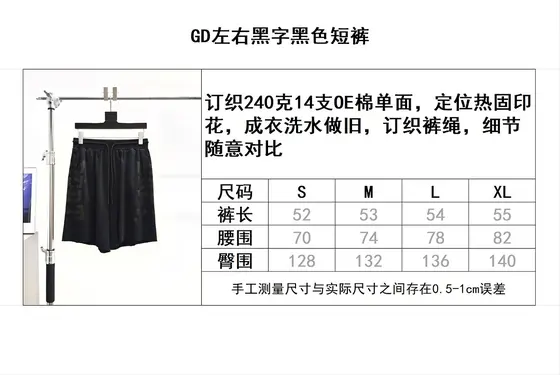 GD左右黑字黑色短裤
订织240克14支OE棉单面，定位热固印
花，成衣洗水做旧，订织裤绳，细节
随意对比
尺码 S M L XL
裤长 52 53 54 55
腰围 70 74 78 82
臀围 128 132 136 140
手工测量尺寸与实际尺寸之间存在0.5-1cm误差